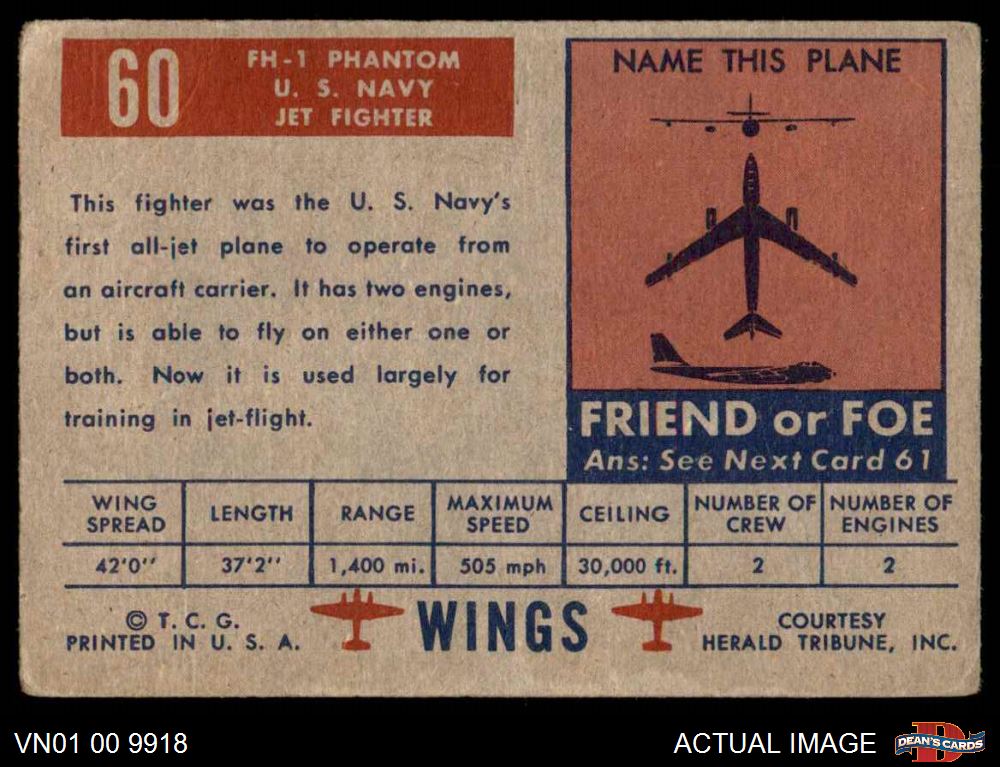 60
FH-1 PHANTOM
U. S. NAVY
JET FIGHTER
This fighter was the U. S. Navy's
first all-jet plane to operate from
an aircraft carrier. It has two engines,
but is able to fly on either one or
both. Now it is used largely for
training in jet-flight.
NAME THIS PLANE
FRIEND or FOE
Ans: See Next Card 61
WING SPREAD LENGTH RANGE MAXIMUM SPEED CEILING NUMBER OF CREW NUMBER OF ENGINES
42'0'' 37'2'' 1,400 mi. 505 mph 30,000 ft. 2 2
© T. C. G.
PRINTED IN U. S. A.
WINGS
COURTESY
HERALD TRIBUNE, INC.
VN01 00 9918
ACTUAL IMAGE
DEAN'S CARDS